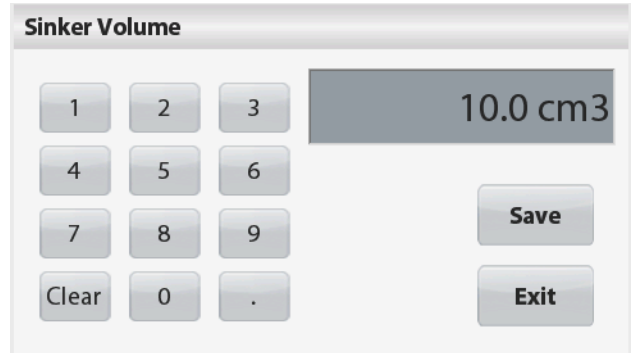 Sinker Volume
1 2 3
10.0 cm3
4 5 6
7 8 9
Save
Clear 0 .
Exit